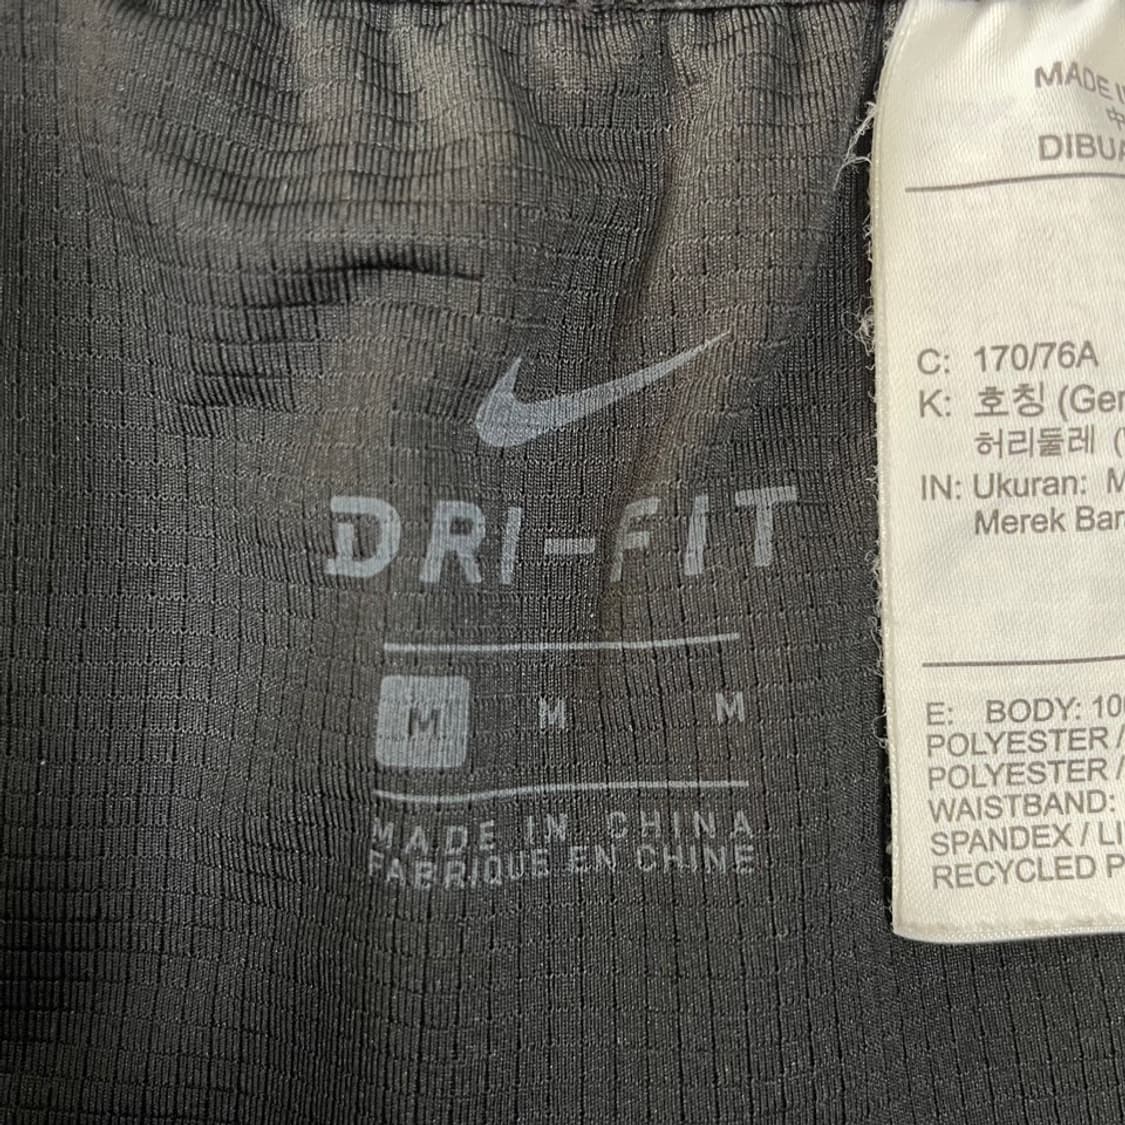 DRI-FIT
M M M
MADE IN CHINA
FABRIQUE EN CHINE
MADE
DIBUA
C: 170/76A
K: 호칭 (Ger
허리둘레 (
IN: Ukuran: M
Merek Bar
E: BODY: 10
POLYESTER /
POLYESTER /
WAISTBAND:
SPANDEX / LI
RECYCLED P